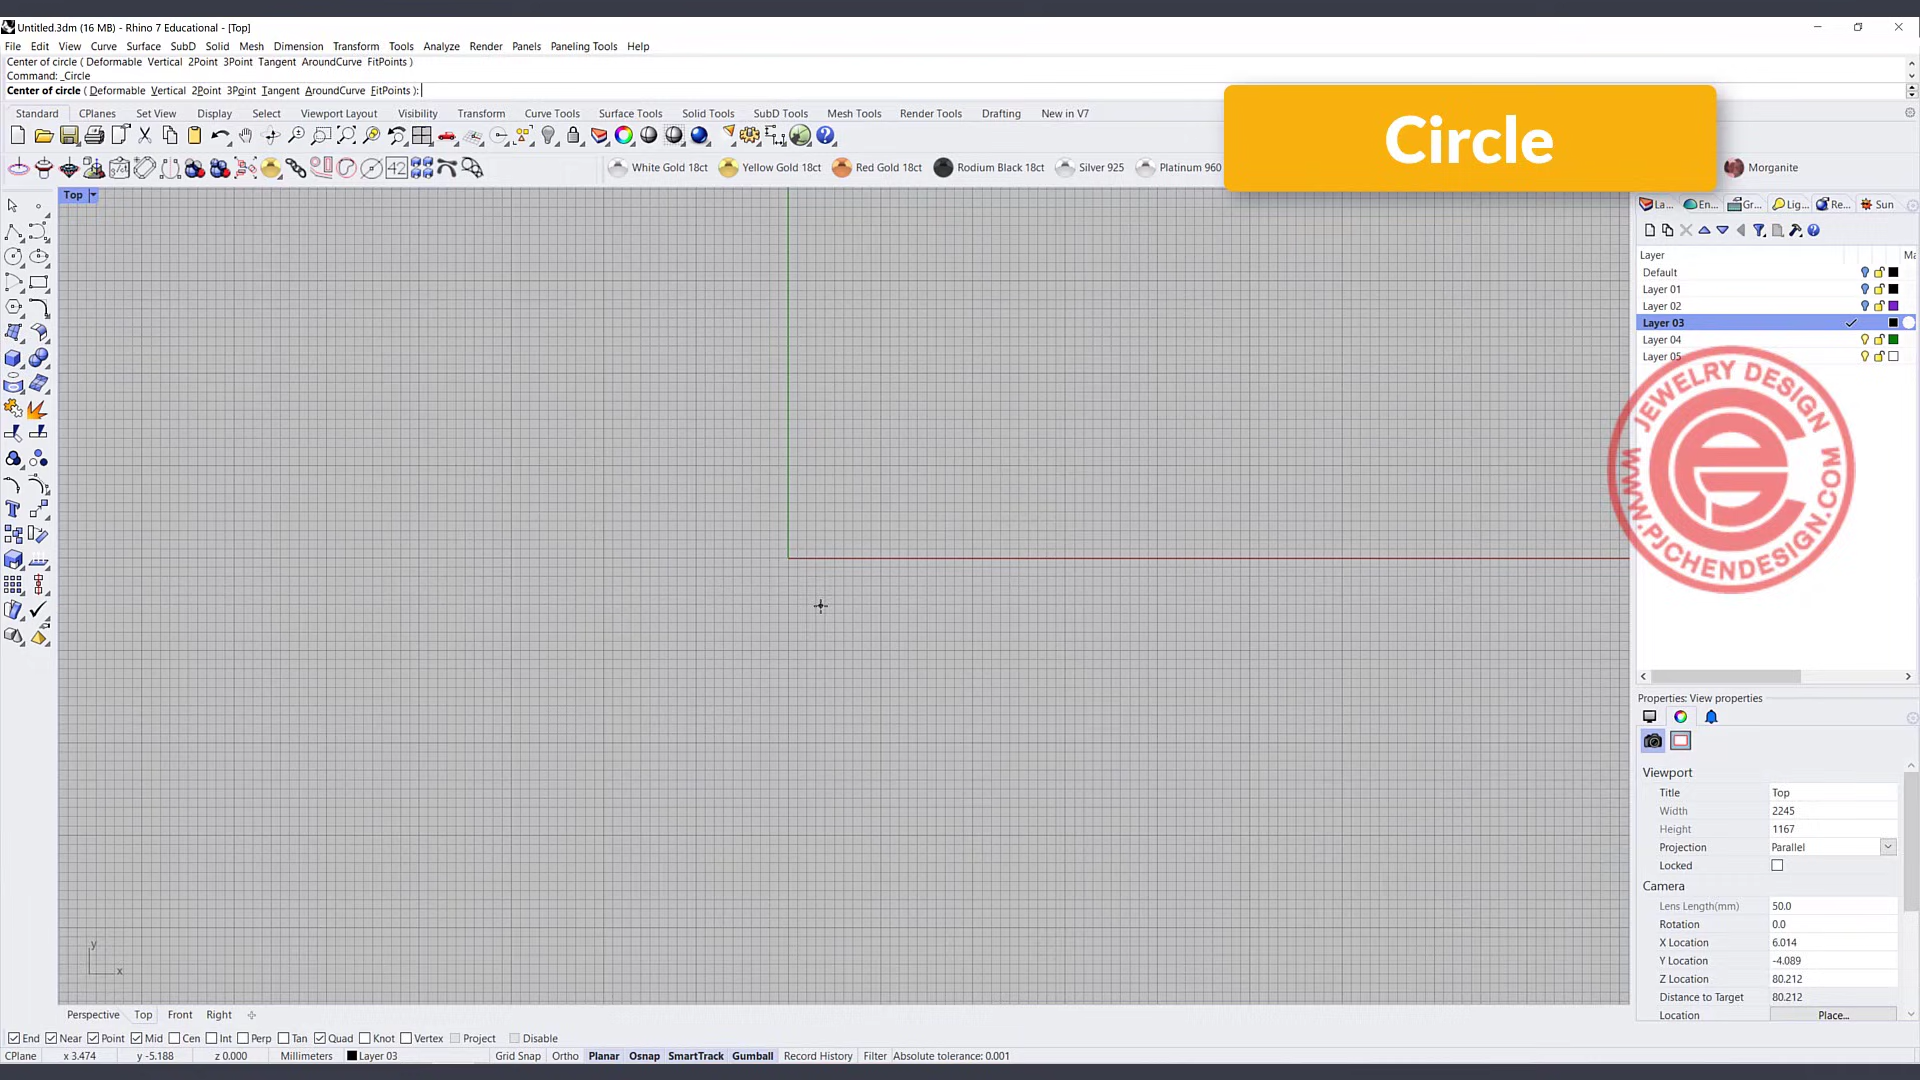 Untitled.3dm (16 MB) - Rhino 7 Educational - [Top]
File Edit View Curve Surface SubD Solid Mesh Dimension Transform Tools Analyze Render Panels Paneling Tools Help
Center of circle ( Deformable Vertical 2Point 3Point Tangent AroundCurve FitPoints )
Command: _Circle
Center of circle ( Deformable Vertical 2Point 3Point Tangent AroundCurve FitPoints ):
Circle
Standard CPlanes Set View Display Select Viewport Layout Visibility Transform Curve Tools Surface Tools Solid Tools SubD Tools Mesh Tools Render Tools Drafting New in V7
42 White Gold 18ct Yellow Gold 18ct Red Gold 18ct Rodium Black 18ct Silver 925 Platinum 960 Morganite
Top
La... En... Gr... Lig... Re... Sun
Layer Ma
Default
Layer 01
Layer 02
Layer 03
Layer 04
Layer 05
JEWELRY DESIGN
WWW.PJCHENDESIGN.COM
Properties: View properties
Viewport
Title Top
Width 2245
Height 1167
Projection Parallel
Locked
Camera
Lens Length(mm) 50.0
Rotation 0.0
X Location 6.014
Y Location -4.089
Z Location 80.212
Distance to Target 80.212
Location Place...
y
x
Perspective Top Front Right
End Near Point Mid Cen Int Perp Tan Quad Knot Vertex Project Disable
CPlane x 3.474 y -5.188 z 0.000 Millimeters Layer 03 Grid Snap Ortho Planar Osnap SmartTrack Gumball Record History Filter Absolute tolerance: 0.001